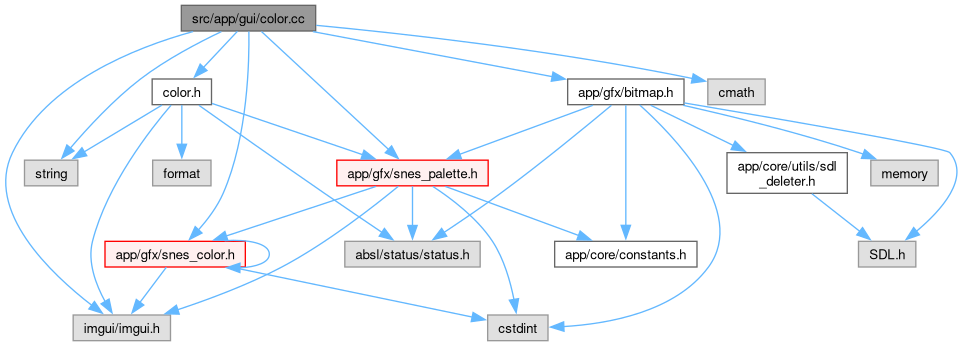 src/app/gui/color.cc
color.h
app/gfx/bitmap.h
cmath
string
format
app/gfx/snes_palette.h
app/core/utils/sdl
_deleter.h
memory
app/gfx/snes_color.h
absl/status/status.h
app/core/constants.h
SDL.h
imgui/imgui.h
cstdint